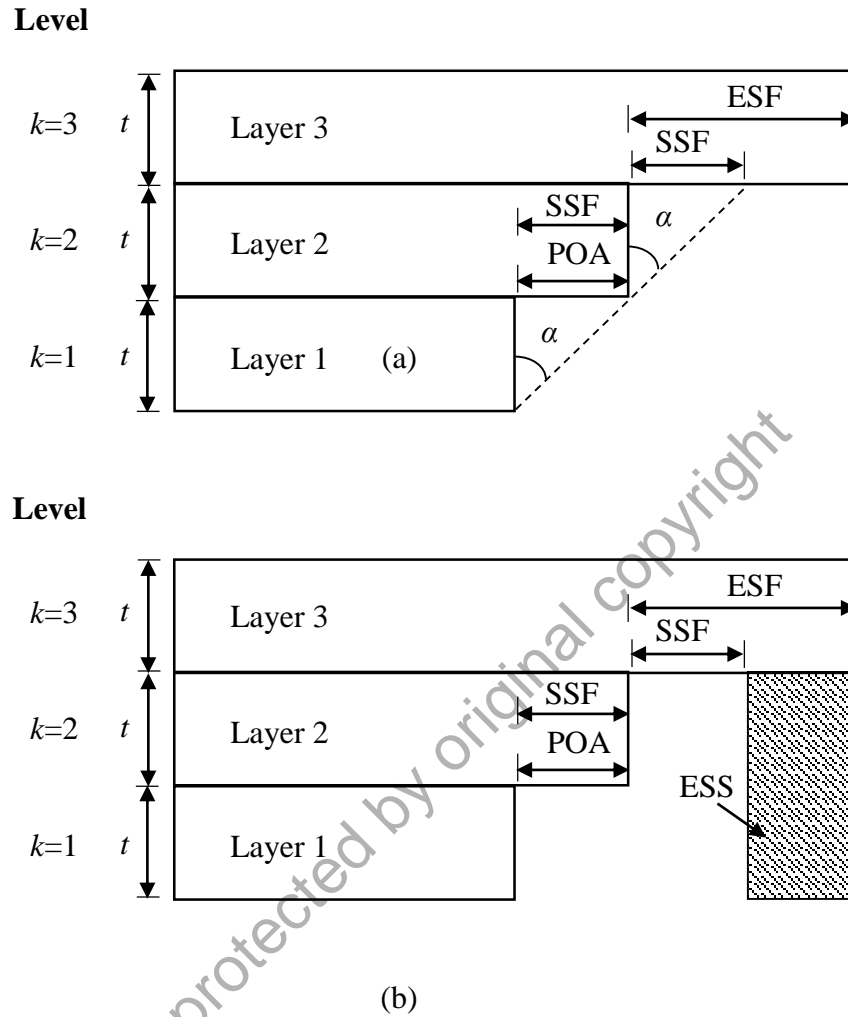 Level
ESF
k=3 t Layer 3
SSF
SSF α
k=2 t Layer 2
POA
α
k=1 t Layer 1 (a)
Level
ESF
k=3 t Layer 3
SSF
SSF
k=2 t Layer 2
POA
ESS
k=1 t Layer 1
(b)
protected by original copyright